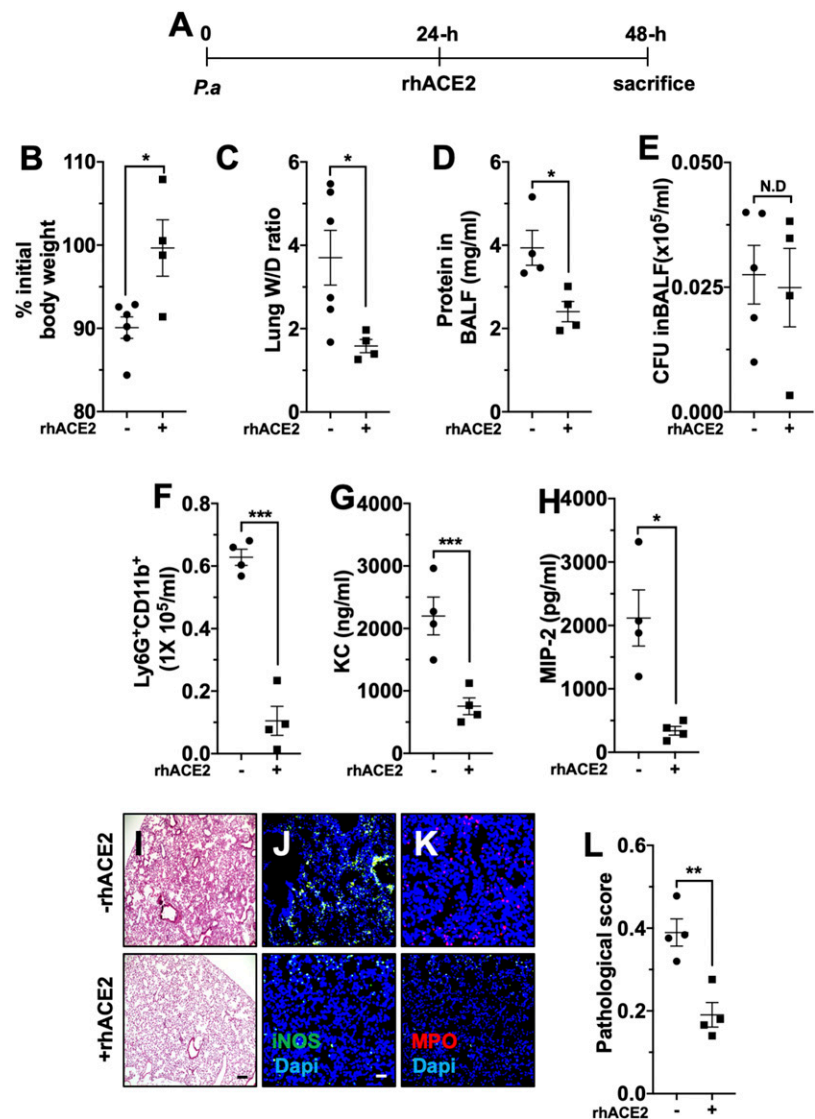 A
0 24-h 48-h
P.a rhACE2 sacrifice
B
% initial
body weight
110
100
90
80
*
rhACE2 - +
C
Lung W/D ratio
6
4
2
0
*
- +
D
Protein in
BALF (mg/ml)
6
4
2
0
*
rhACE2 - +
E
CFU inBALF(x10⁵/ml)
0.050
0.025
0.000
N.D
rhACE2 - +
F
Ly6G⁺CD11b⁺
(1X 10⁵/ml)
0.8
0.6
0.4
0.2
0.0
***
rhACE2 - +
G
KC (ng/ml)
4000
3000
2000
1000
0
***
rhACE2 - +
H
MIP-2 (pg/ml)
4000
3000
2000
1000
0
*
rhACE2 - +
-rhACE2
+rhACE2
I
J
K
iNOS
Dapi
MPO
Dapi
L
Pathological score
0.6
0.4
0.2
0.0
**
rhACE2 - +